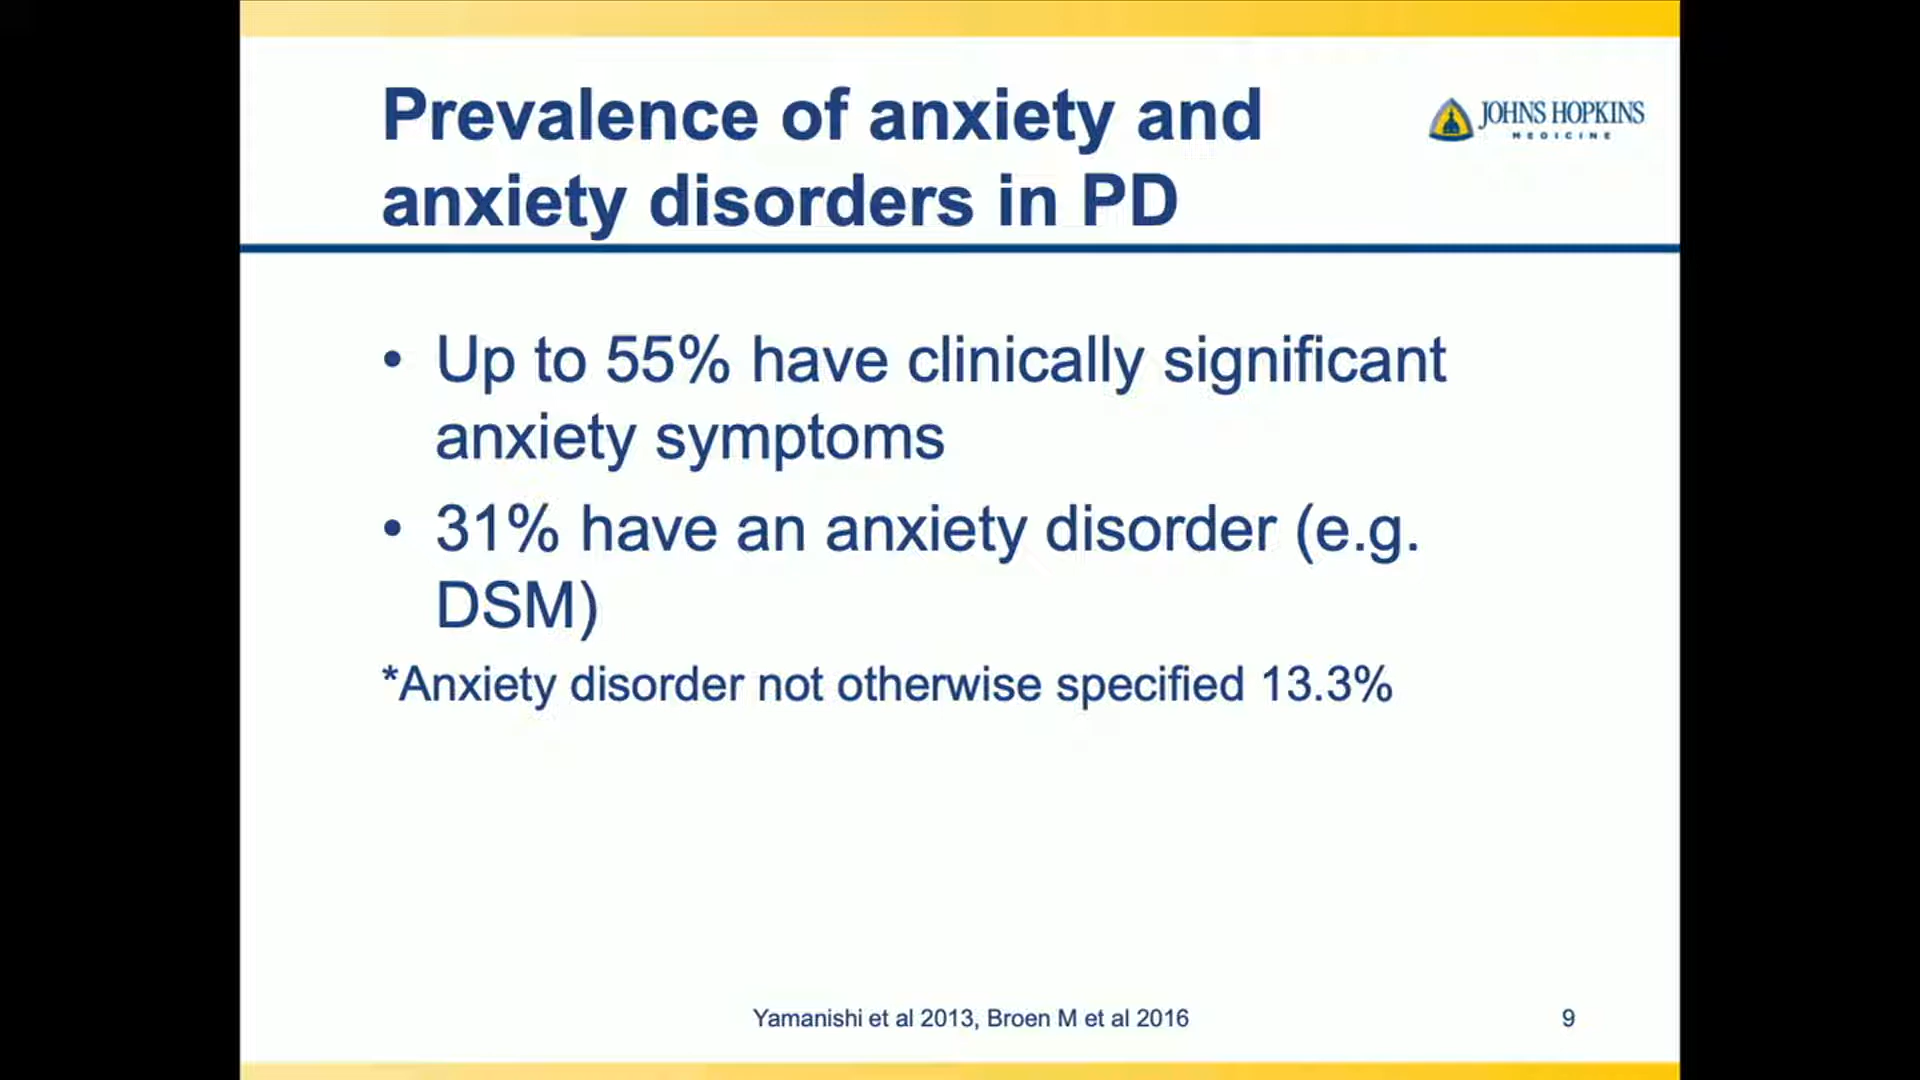 Prevalence of anxiety and
anxiety disorders in PD
JOHNS HOPKINS
MEDICINE
• Up to 55% have clinically significant
anxiety symptoms
• 31% have an anxiety disorder (e.g.
DSM)
*Anxiety disorder not otherwise specified 13.3%
Yamanishi et al 2013, Broen M et al 2016
9